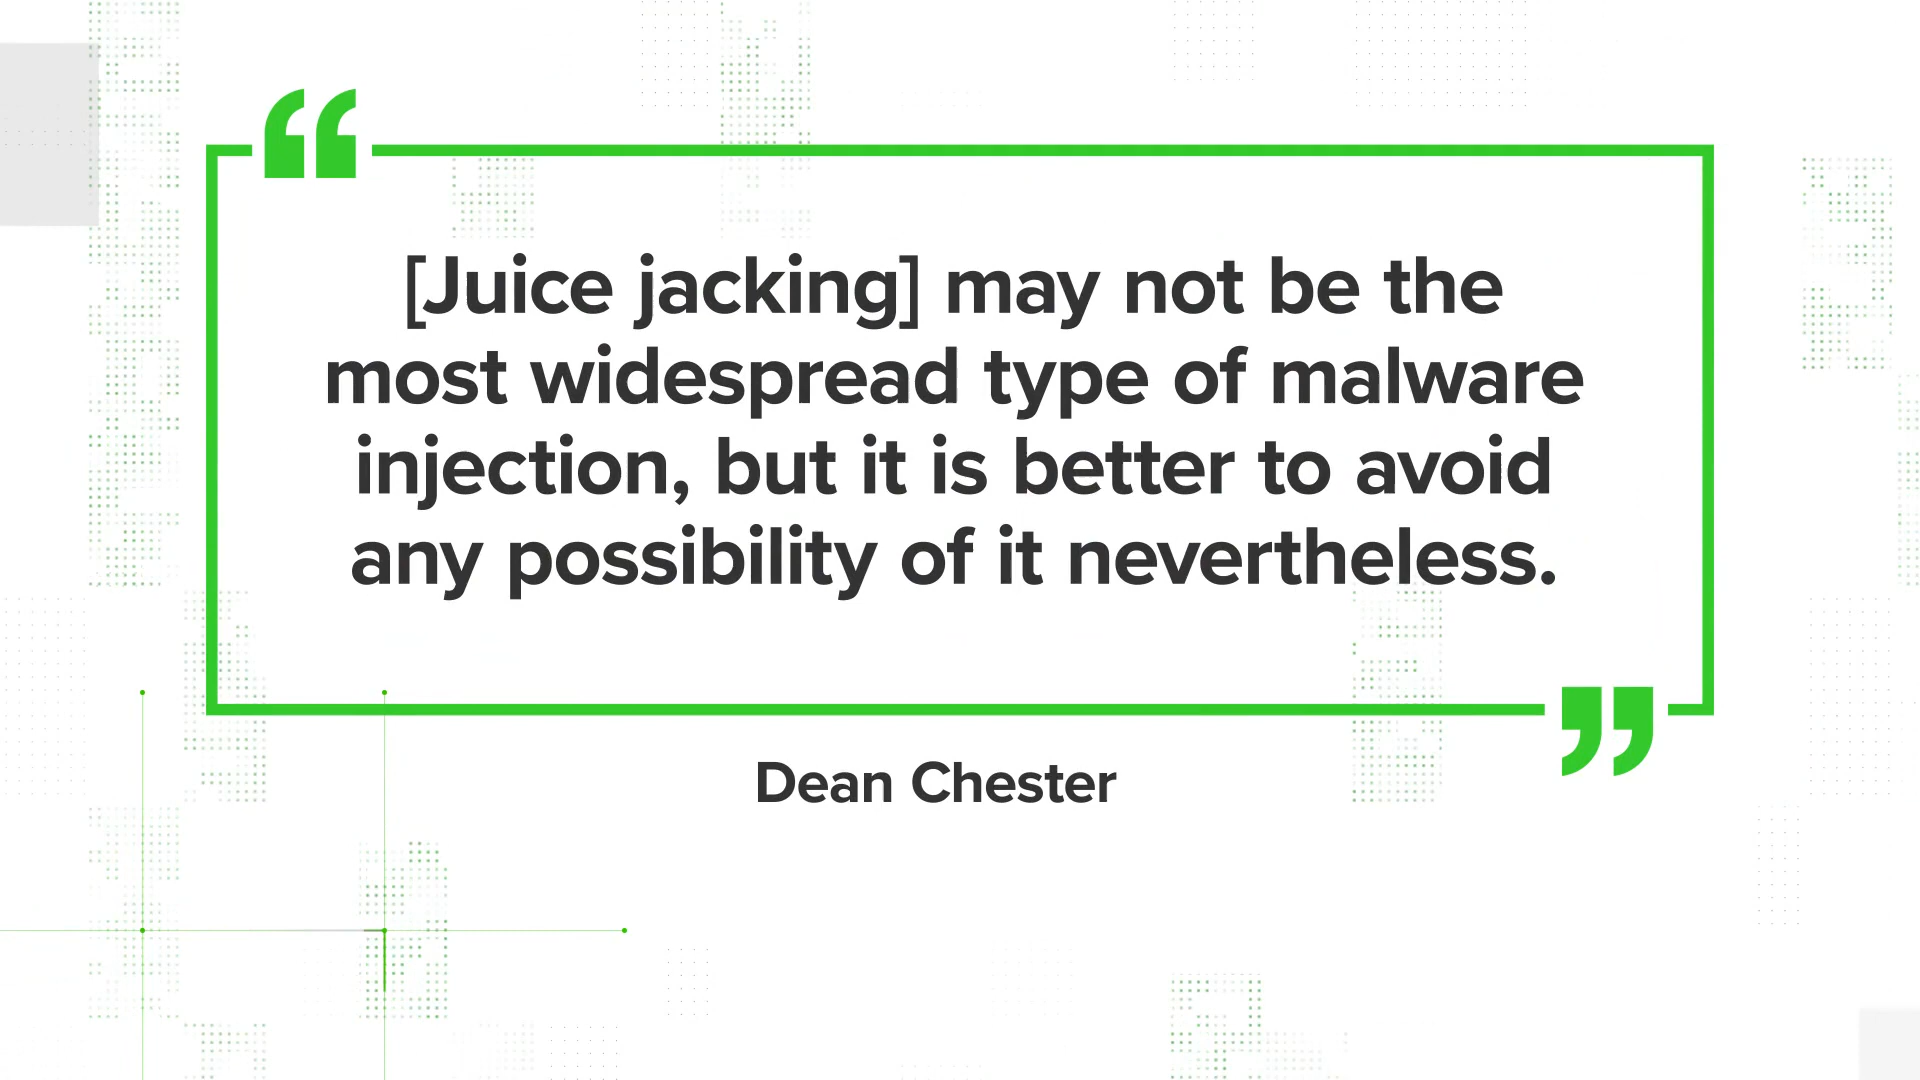 “
[Juice jacking] may not be the
most widespread type of malware
injection, but it is better to avoid
any possibility of it nevertheless.
”
Dean Chester